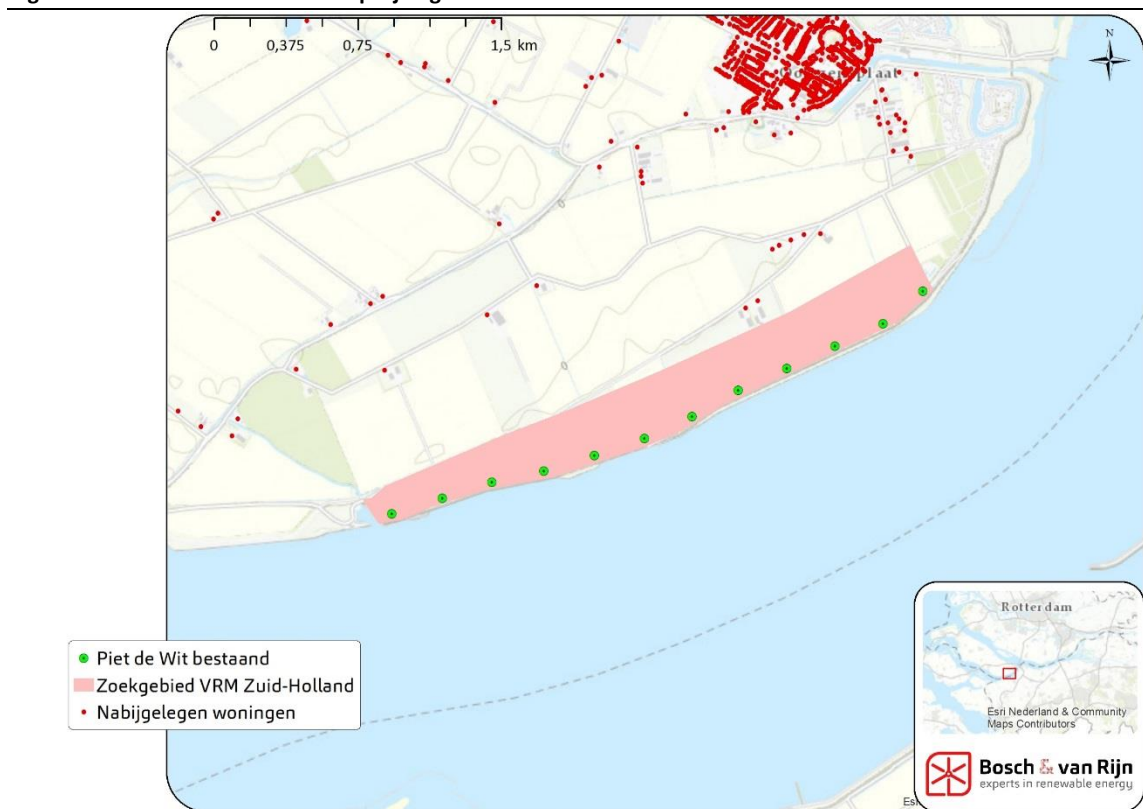 0 0,375 0,75 1,5 km
N
Piet de Wit bestaand
Zoekgebied VRM Zuid-Holland
Nabijgelegen woningen
Rotterdam
Esri Nederland & Community
Maps Contributors
Bosch & van Rijn
experts in renewable energy